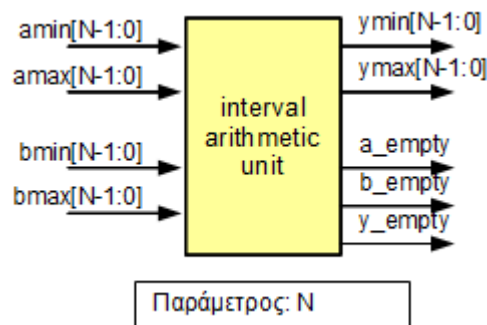 amin[N-1:0]
amax[N-1:0]
bmin[N-1:0]
bmax[N-1:0]
interval
arithmetic
unit
ymin[N-1:0]
ymax[N-1:0]
a_empty
b_empty
y_empty
Παράμετρος: N